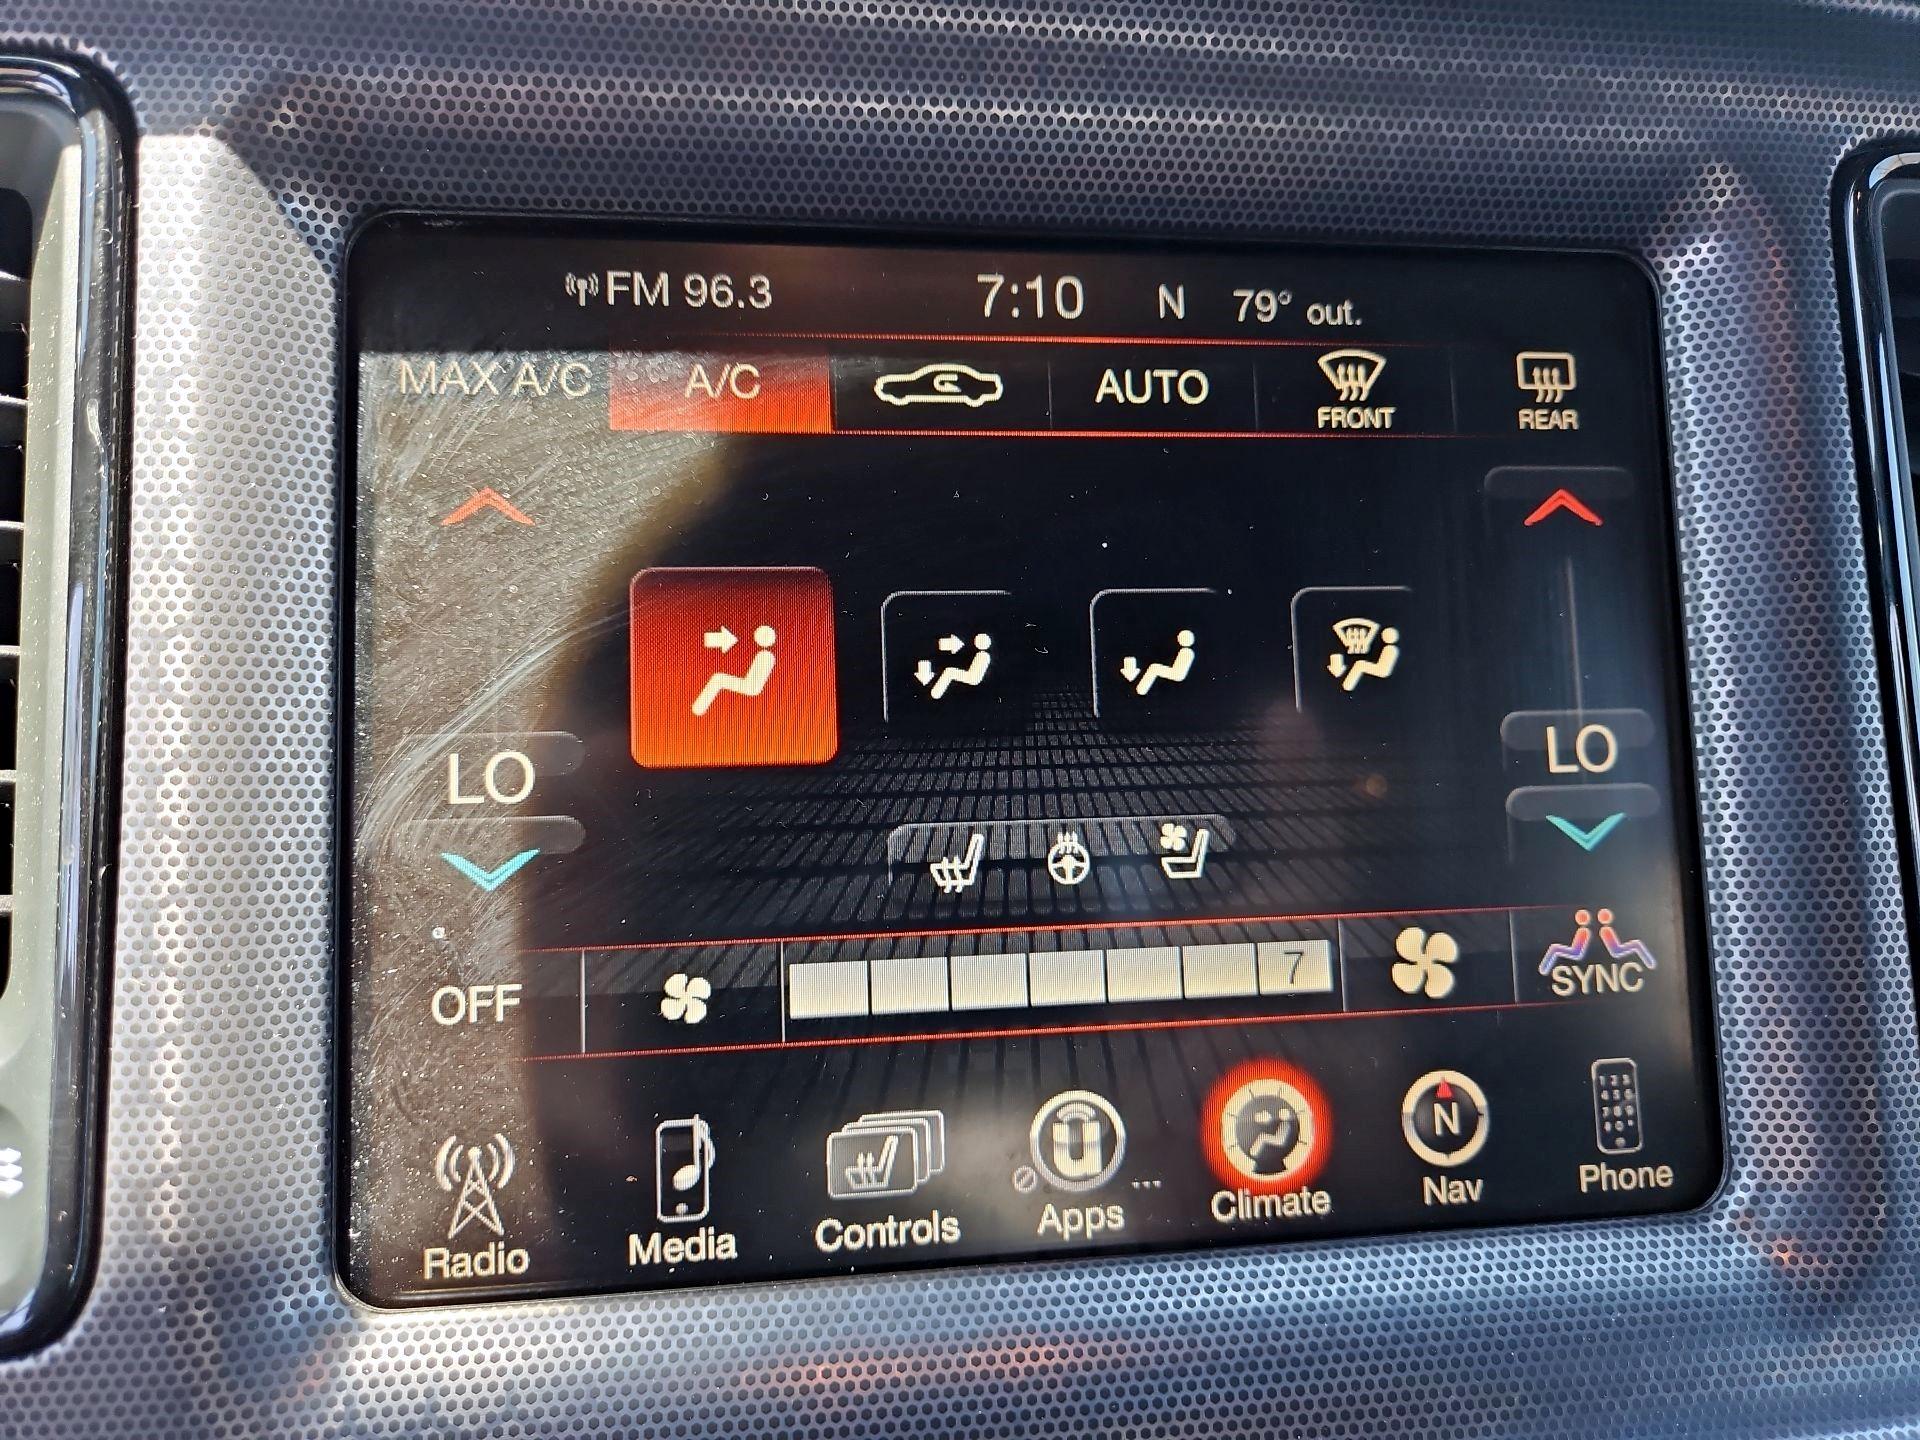 FM 96.3 7:10 N 79° out.
MAX A/C A/C AUTO FRONT REAR
LO LO
OFF 7 SYNC
N
Radio Media Controls Apps ... Climate Nav Phone